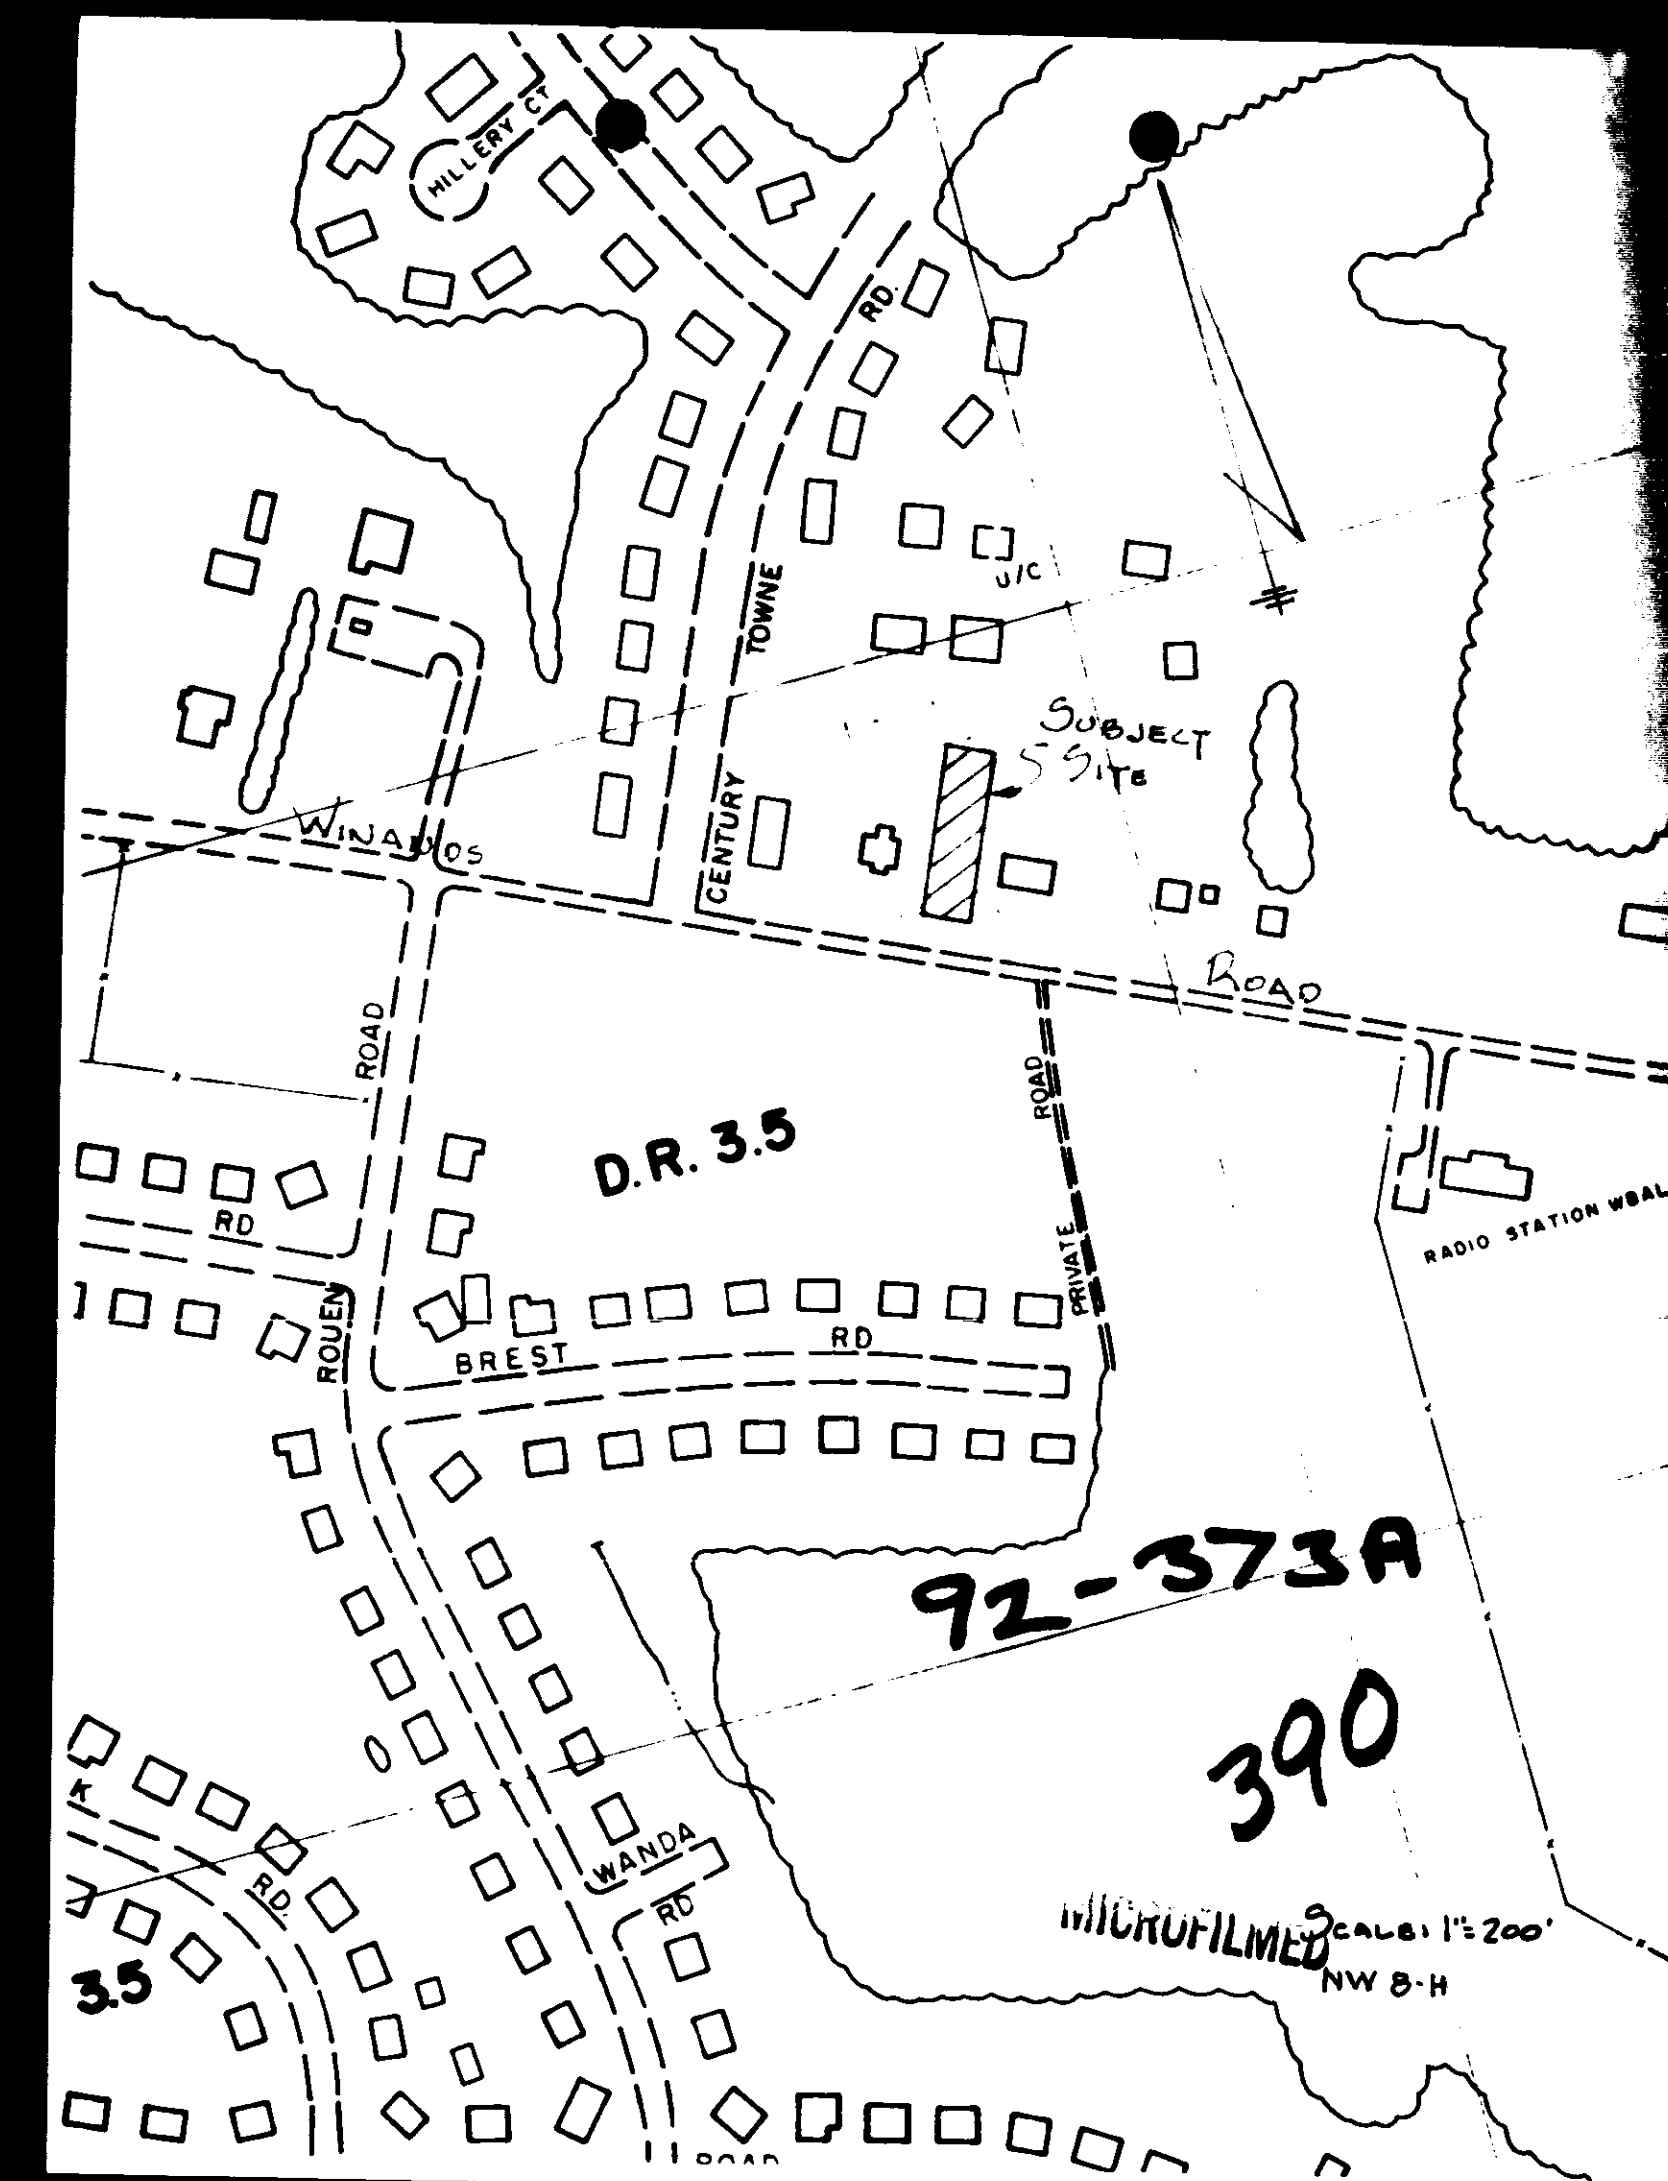 HILLERY CT
RD.
TOWNE
U/C
SUBJECT
SITE
CENTURY
WINANDS
ROAD
ROAD
ROAD
D.R. 3.5
PRIVATE
RADIO STATION WBAL
RD
ROUEN
BREST RD
92-373A
390
K
RD.
WANDA
RD
MICROFILMED
SCALE: 1"=200'
NW 8-H
3.5
ROAD